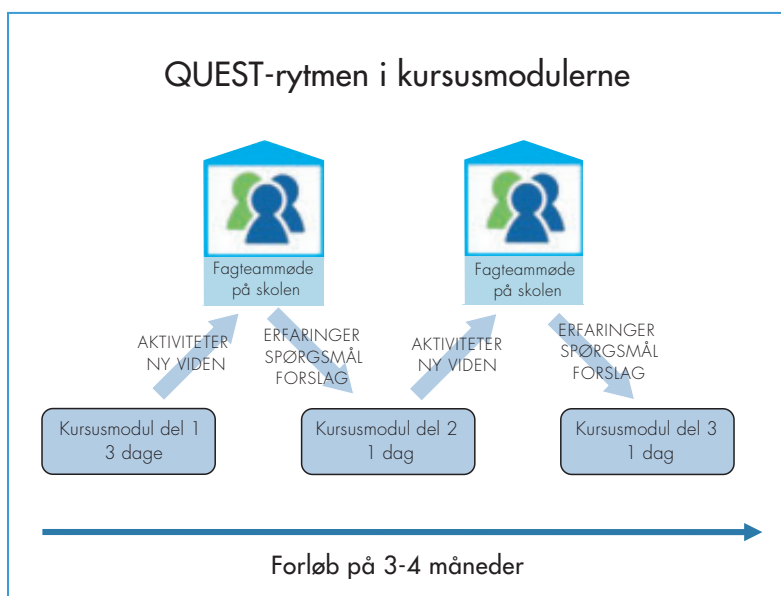 QUEST-rytmen i kursusmodulerne
Fagteammøde
på skolen
Fagteammøde
på skolen
AKTIVITETER
NY VIDEN
ERFARINGER
SPØRGSMÅL
FORSLAG
AKTIVITETER
NY VIDEN
ERFARINGER
SPØRGSMÅL
FORSLAG
Kursusmodul del 1
3 dage
Kursusmodul del 2
1 dag
Kursusmodul del 3
1 dag
Forløb på 3-4 måneder